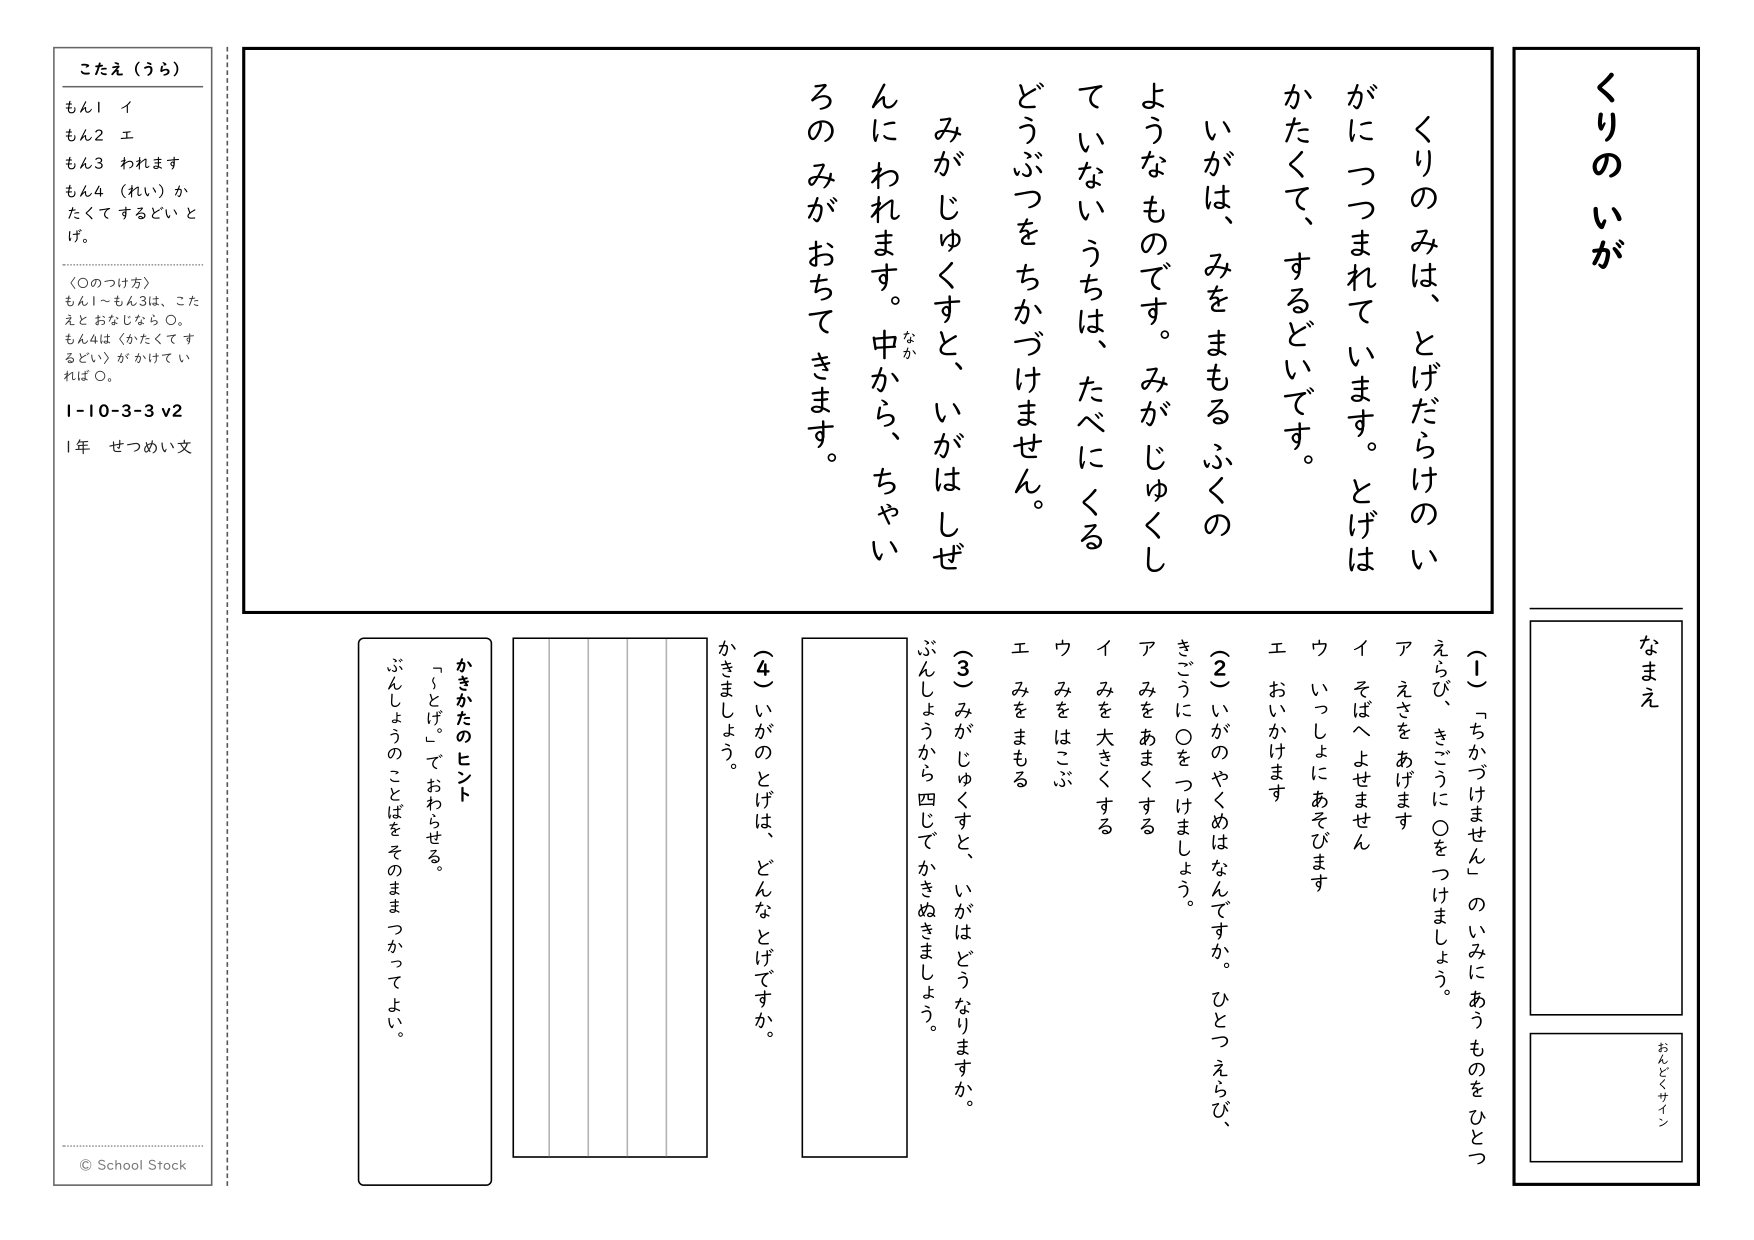 くりの いが
なまえ
おんどくサイン
くりの みは、とげだらけの い
がに つつまれて います。とげは
かたくて、するどいです。
いがは、みを まもる ふくの
ような ものです。みが じゅくし
て いない うちは、たべに くる
どうぶつを ちかづけません。
みが じゅくすと、いがは しぜ
んに われます。中から、ちゃい
なか
ろの みが おちて きます。
(1)「ちかづけません」の いみに あう ものを ひとつ
えらび、きごうに ○を つけましょう。
ア えさを あげます
イ そばへ よせません
ウ いっしょに あそびます
エ おいかけます
(2) いがの やくめは なんですか。ひとつ えらび、
きごうに ○を つけましょう。
ア みを あまくする
イ みを 大きくする
ウ みを はこぶ
エ みを まもる
(3) みが じゅくすと、いがは どう なりますか。
ぶんしょうから 四じで かきぬきましょう。
(4) いがの とげは、どんな とげですか。
かきましょう。
かきかたの ヒント
「〜とげ。」で おわらせる。
ぶんしょうの ことばを そのまま つかって よい。
こたえ（うら）
もん1 イ
もん2 エ
もん3 われます
もん4 （れい）か
たくて するどい と
げ。
〈○のつけ方〉
もん1〜もん3は、こた
えと おなじなら ○。
もん4は〈かたくて す
るどい〉が かけて い
れば ○。
1-10-3-3 v2
1年 せつめい文
© School Stock